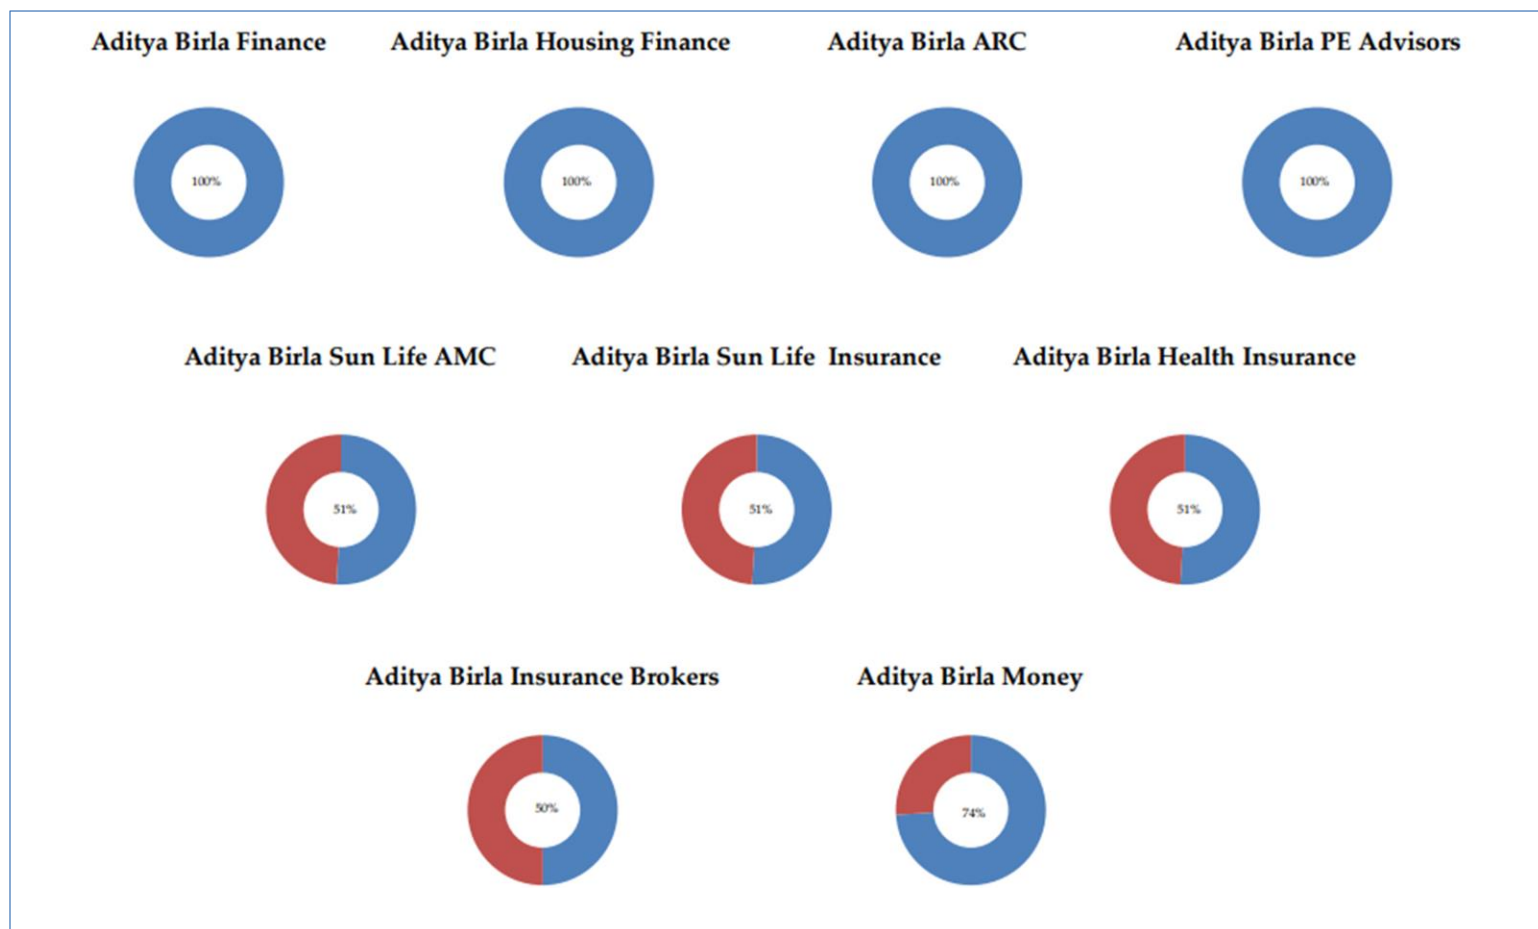 Aditya Birla Finance
Aditya Birla Housing Finance
Aditya Birla ARC
Aditya Birla PE Advisors
100%
100%
100%
100%
Aditya Birla Sun Life AMC
Aditya Birla Sun Life Insurance
Aditya Birla Health Insurance
51%
51%
51%
Aditya Birla Insurance Brokers
Aditya Birla Money
50%
74%